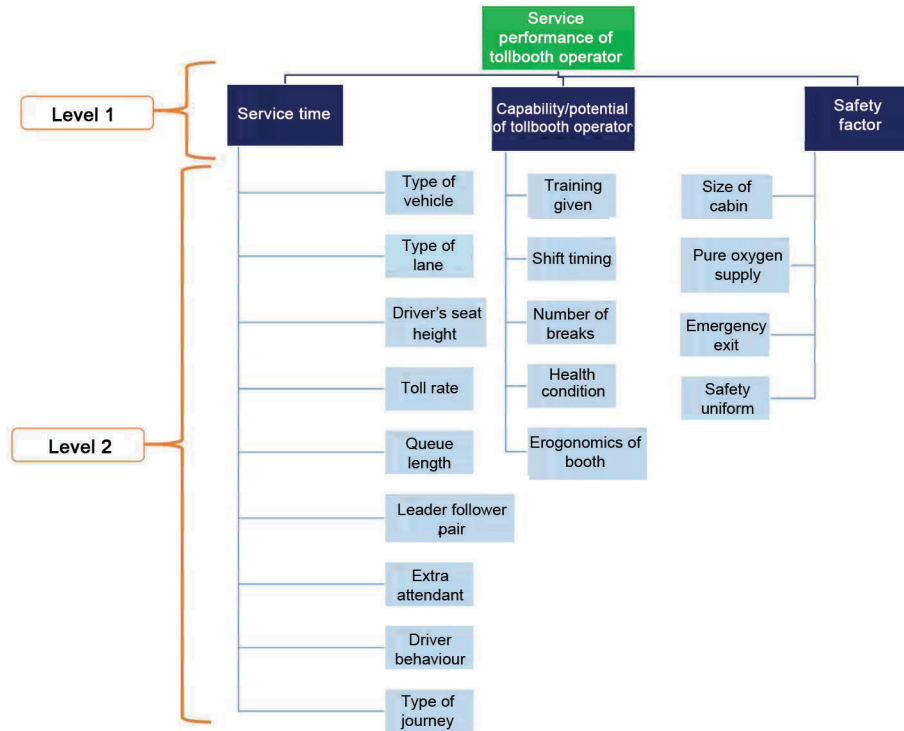 Service
performance of
tollbooth operator
Level 1
Service time
Capability/potential
of tollbooth operator
Safety
factor
Level 2
Type of
vehicle
Type of
lane
Driver's seat
height
Toll rate
Queue
length
Leader follower
pair
Extra
attendant
Driver
behaviour
Type of
journey
Training
given
Shift timing
Number of
breaks
Health
condition
Erogonomics of
booth
Size of
cabin
Pure oxygen
supply
Emergency
exit
Safety
uniform